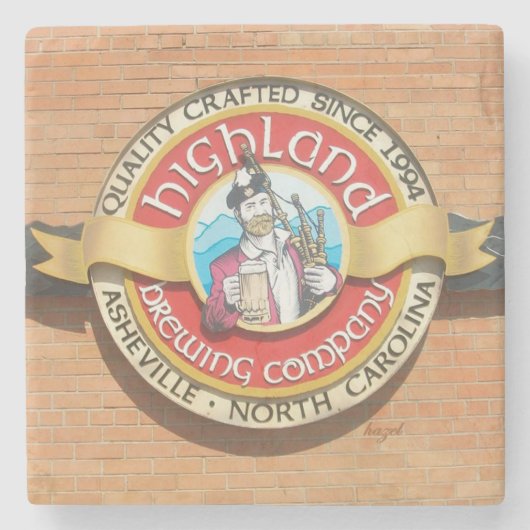 QUALITY CRAFTED SINCE 1994
highland
brewing company
ASHEVILLE • NORTH CAROLINA
hazel